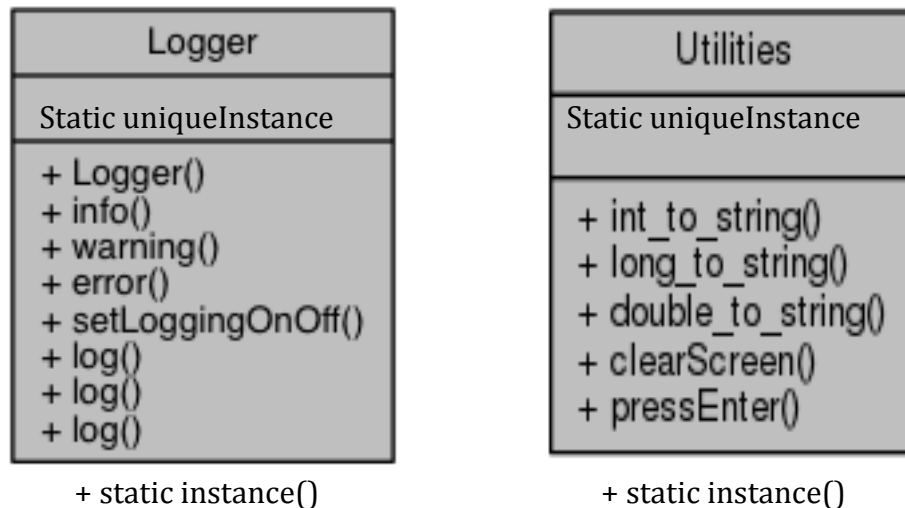 Logger
Static uniqueInstance
+ Logger()
+ info()
+ warning()
+ error()
+ setLoggingOnOff()
+ log()
+ log()
+ log()
+ static instance()
Utilities
Static uniqueInstance
+ int_to_string()
+ long_to_string()
+ double_to_string()
+ clearScreen()
+ pressEnter()
+ static instance()